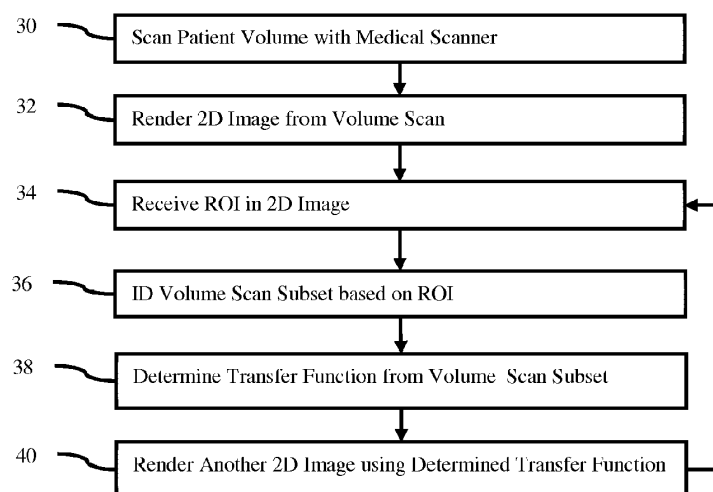 30 Scan Patient Volume with Medical Scanner
32 Render 2D Image from Volume Scan
34 Receive ROI in 2D Image
36 ID Volume Scan Subset based on ROI
38 Determine Transfer Function from Volume Scan Subset
40 Render Another 2D Image using Determined Transfer Function